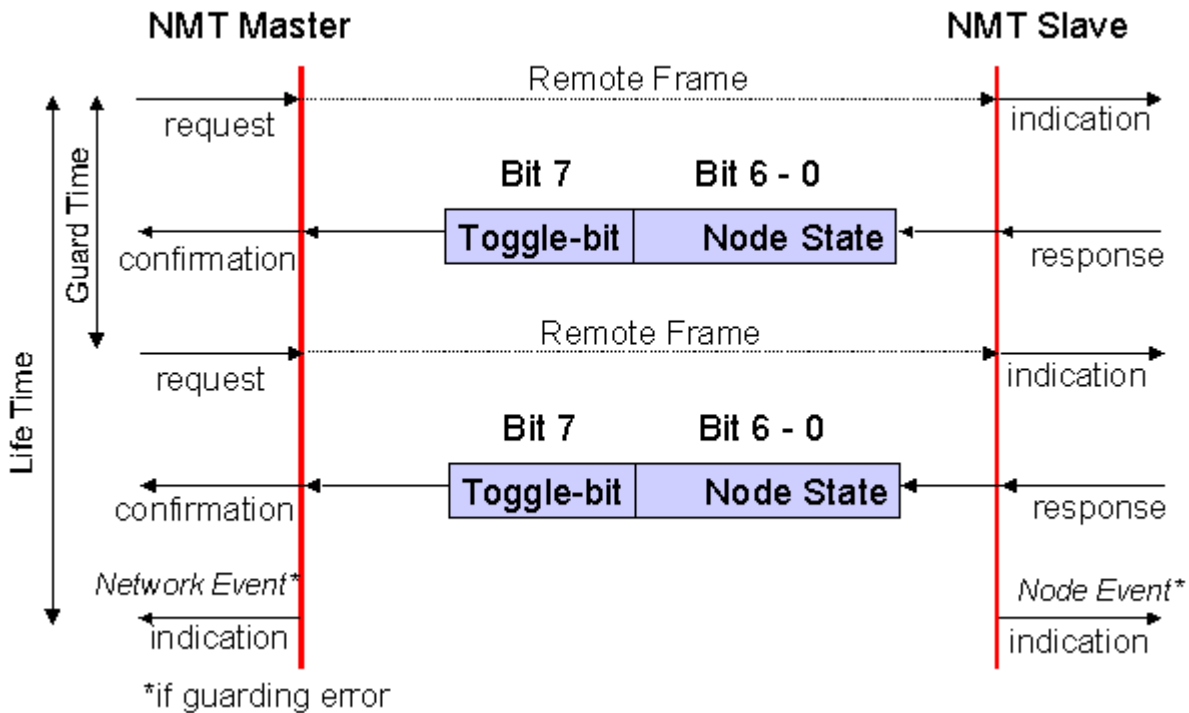 NMT Master
NMT Slave
Remote Frame
request
indication
Bit 7
Bit 6 - 0
Guard Time
Toggle-bit
Node State
confirmation
response
Remote Frame
request
indication
Life Time
Bit 7
Bit 6 - 0
Toggle-bit
Node State
confirmation
response
Network Event*
Node Event*
indication
indication
*if guarding error